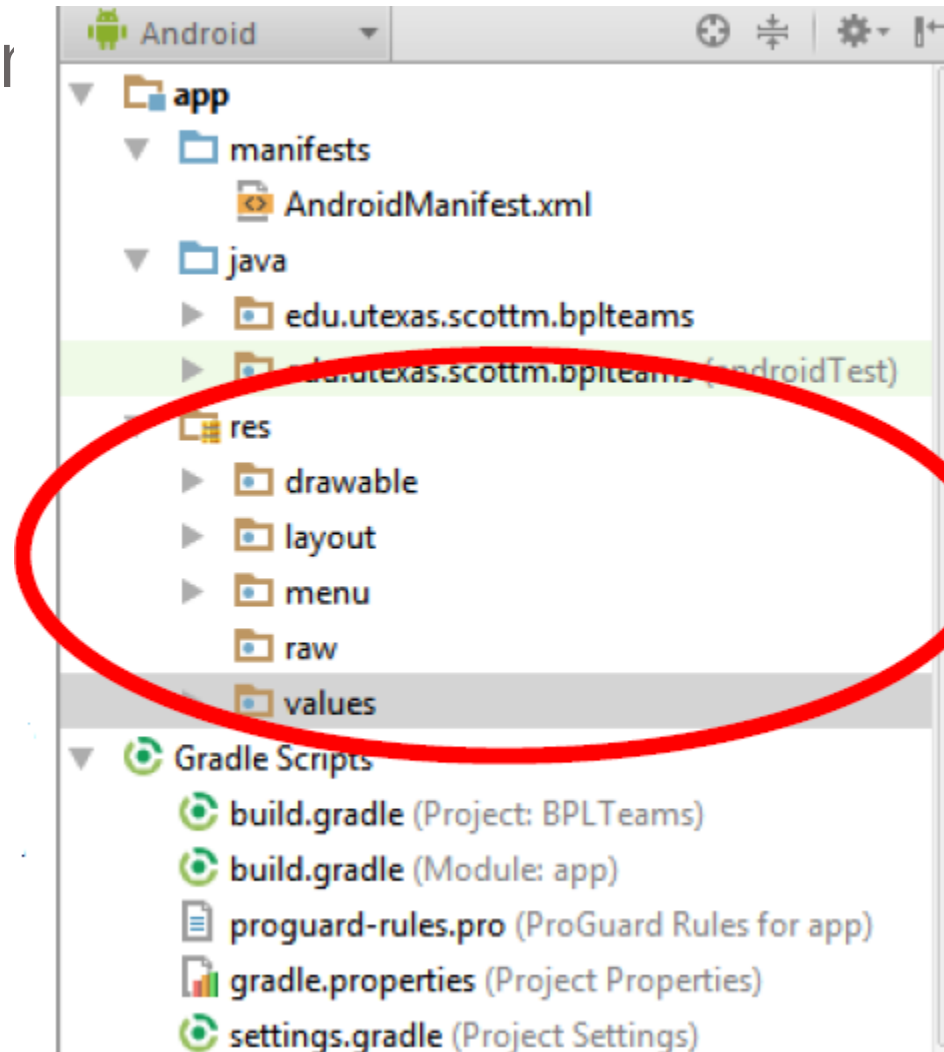 Android
app
manifests
AndroidManifest.xml
java
edu.utexas.scottm.bplteams
edu.utexas.scottm.bplteams (androidTest)
res
drawable
layout
menu
raw
values
Gradle Scripts
build.gradle (Project: BPLTeams)
build.gradle (Module: app)
proguard-rules.pro (ProGuard Rules for app)
gradle.properties (Project Properties)
settings.gradle (Project Settings)